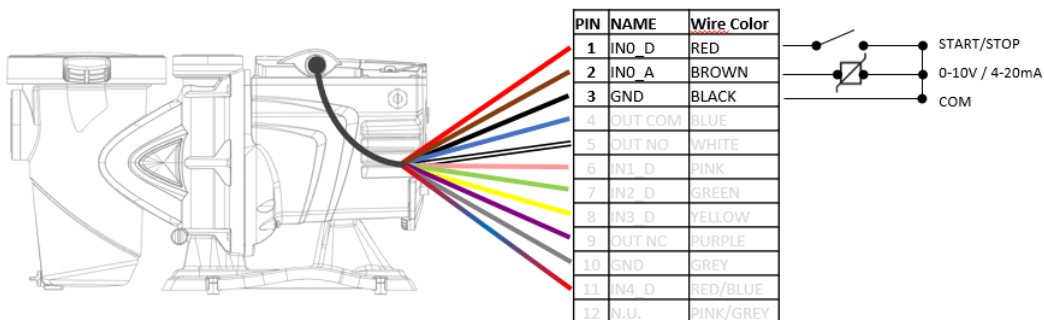 PIN NAME Wire Color
1 IN0_D RED
2 IN0_A BROWN
3 GND BLACK
4 OUT COM BLUE
5 OUT NO WHITE
6 IN1_D PINK
7 IN2_D GREEN
8 IN3_D YELLOW
9 OUT NC PURPLE
10 GND GREY
11 IN4_D RED/BLUE
12 N.U. PINK/GREY
START/STOP
0-10V / 4-20mA
COM